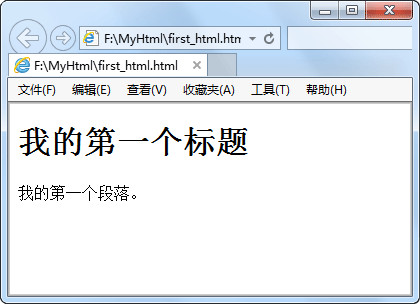 F:\MyHtml\first_html.htm
F:\MyHtml\first_html.html
文件(F) 编辑(E) 查看(V) 收藏夹(A) 工具(T) 帮助(H)
我的第一个标题
我的第一个段落。